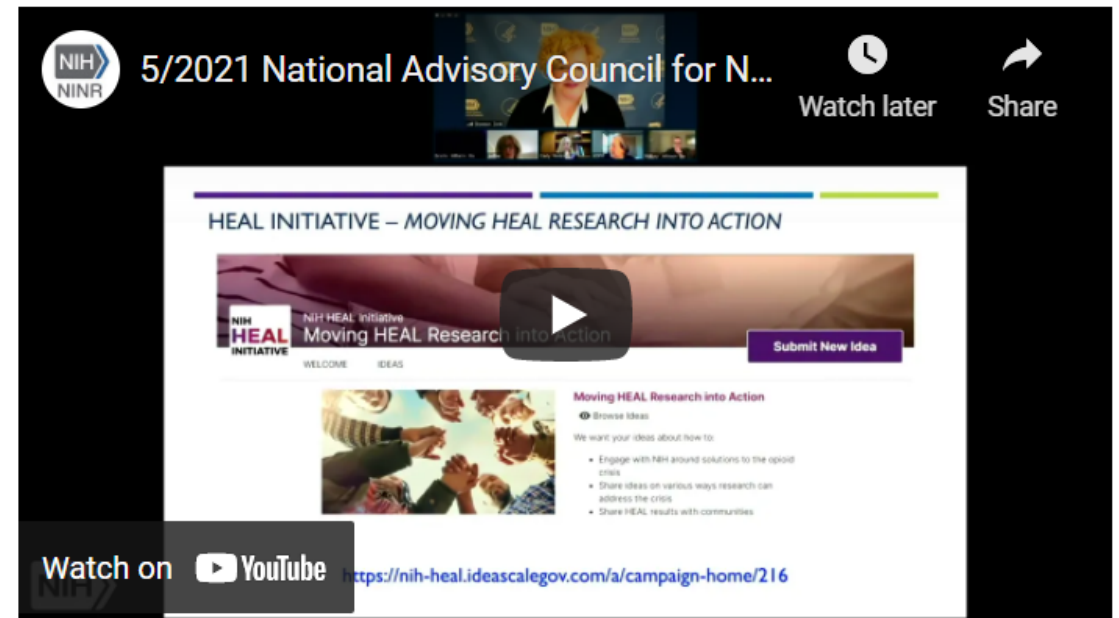 NIH
NINR
5/2021 National Advisory Council for N...
Watch later
Share
HEAL INITIATIVE – MOVING HEAL RESEARCH INTO ACTION
NIH
HEAL
INITIATIVE
NIH HEAL Initiative
Moving HEAL Research into Action
WELCOME IDEAS
Submit New Idea
Moving HEAL Research into Action
Browse Ideas
We want your ideas about how to:
• Engage with NIH around solutions to the opioid
crisis
• Share ideas on various ways research can
address the crisis
• Share HEAL results with communities
Watch on YouTube
https://nih-heal.ideascalegov.com/a/campaign-home/216
NIH